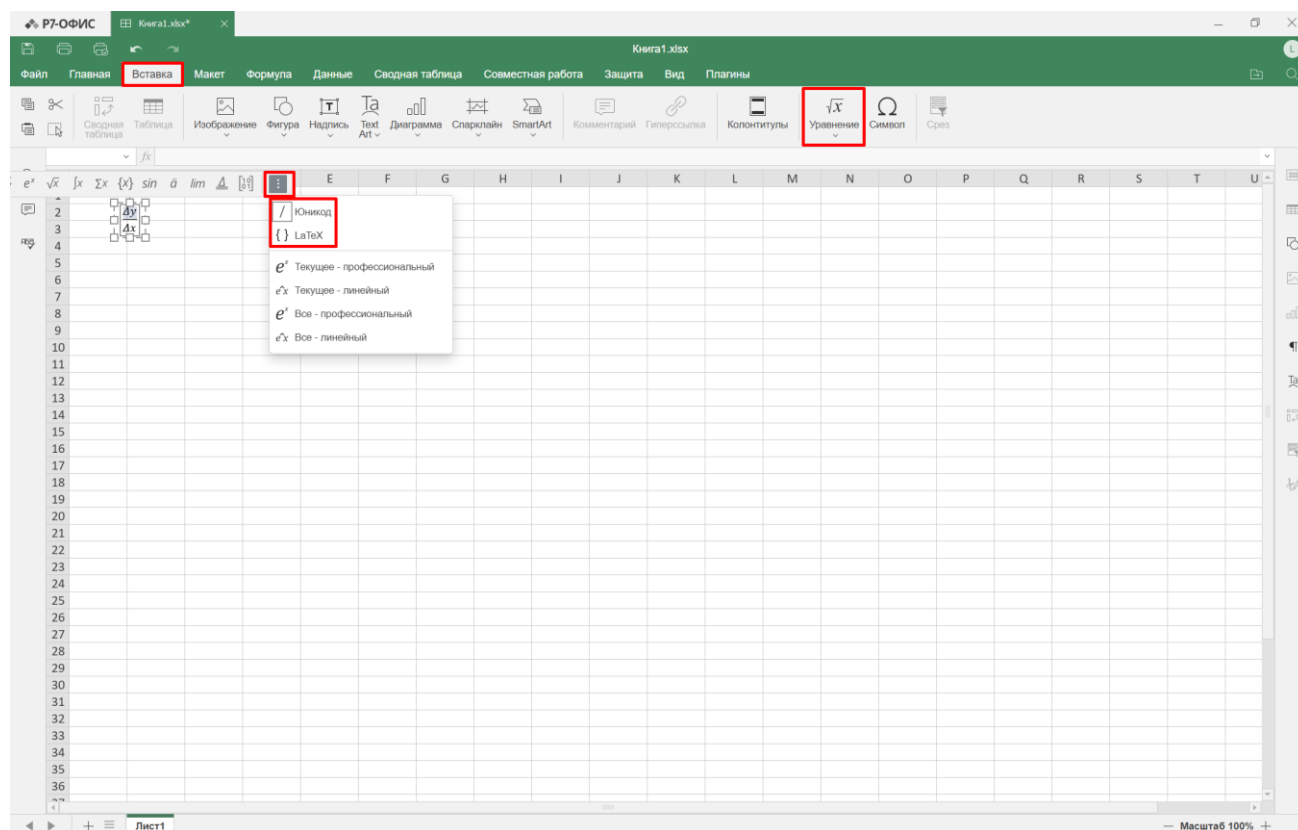 Р7-ОФИС Книга1.xlsx*
Книга1.xlsx
L
Файл Главная Вставка Макет Формула Данные Сводная таблица Совместная работа Защита Вид Плагины
Сводная таблица Таблица Изображение Фигура Надпись Text Art Диаграмма Спарклайн SmartArt Комментарий Гиперссылка Колонтитулы Уравнение Символ Срез
fx
eˣ √x ∫x Σx {x} sin ä lim E F G H I J K L M N O P Q R S T U
2 Δy
3 Δx
4
5
6
7
8
9
10
11
12
13
14
15
16
17
18
19
20
21
22
23
24
25
26
27
28
29
30
31
32
33
34
35
36
/ Юникод
{ } LaTeX
eˣ Текущее - профессиональный
e^x Текущее - линейный
eˣ Все - профессиональный
e^x Все - линейный
Лист1
Масштаб 100%